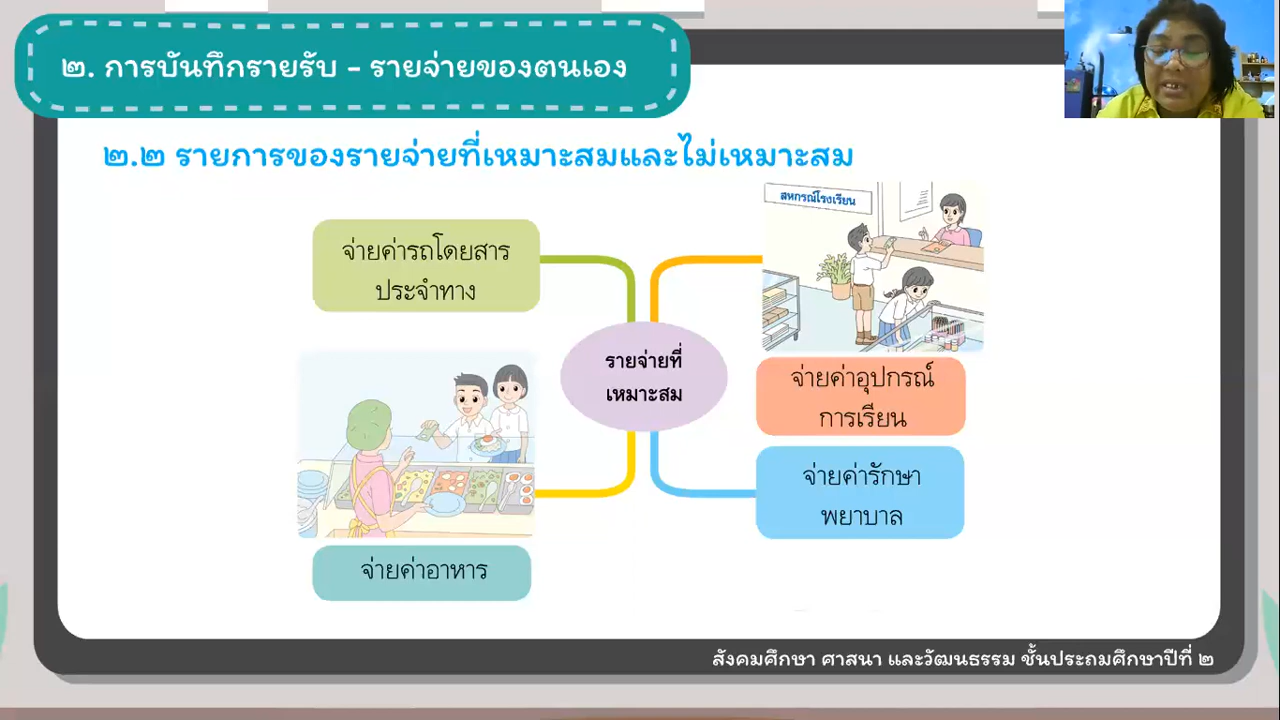 ๒. การบันทึกรายรับ - รายจ่ายของตนเอง
๒.๒ รายการของรายจ่ายที่เหมาะสมและไม่เหมาะสม
สหกรณ์โรงเรียน
จ่ายค่ารถโดยสาร
ประจำทาง
รายจ่ายที่
เหมาะสม
จ่ายค่าอุปกรณ์
การเรียน
จ่ายค่ารักษา
พยาบาล
จ่ายค่าอาหาร
สังคมศึกษา ศาสนา และวัฒนธรรม ชั้นประถมศึกษาปีที่ ๒